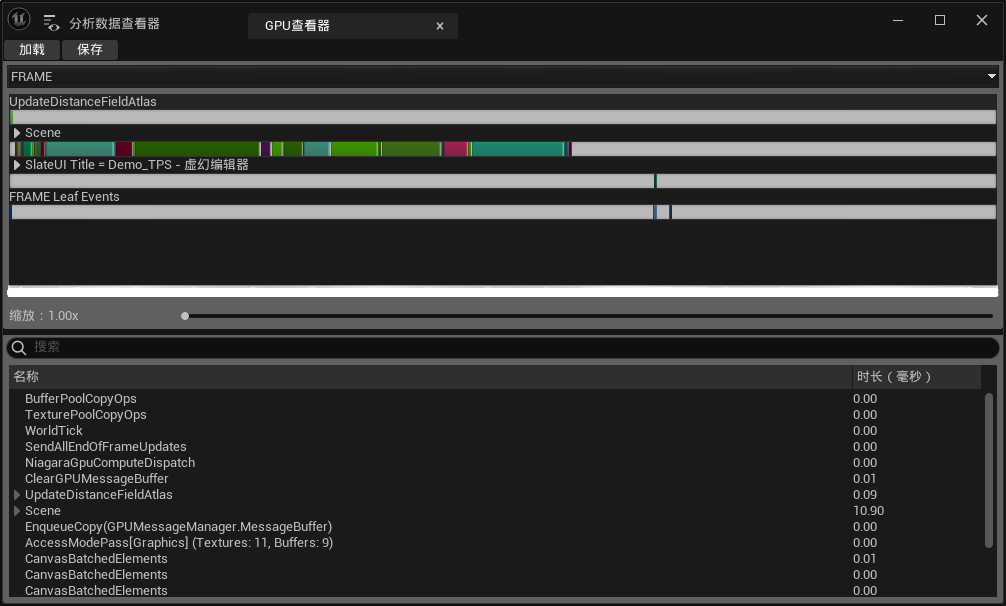 分析数据查看器
GPU查看器
加载
保存
FRAME
UpdateDistanceFieldAtlas
Scene
SlateUI Title = Demo_TPS - 虚幻编辑器
FRAME Leaf Events
缩放：1.00x
搜索
名称 时长（毫秒）
BufferPoolCopyOps 0.00
TexturePoolCopyOps 0.00
WorldTick 0.00
SendAllEndOfFrameUpdates 0.00
NiagaraGpuComputeDispatch 0.00
ClearGPUMessageBuffer 0.01
UpdateDistanceFieldAtlas 0.09
Scene 10.90
EnqueueCopy(GPUMessageManager.MessageBuffer) 0.00
AccessModePass[Graphics] (Textures: 11, Buffers: 9) 0.00
CanvasBatchedElements 0.01
CanvasBatchedElements 0.00
CanvasBatchedElements 0.00